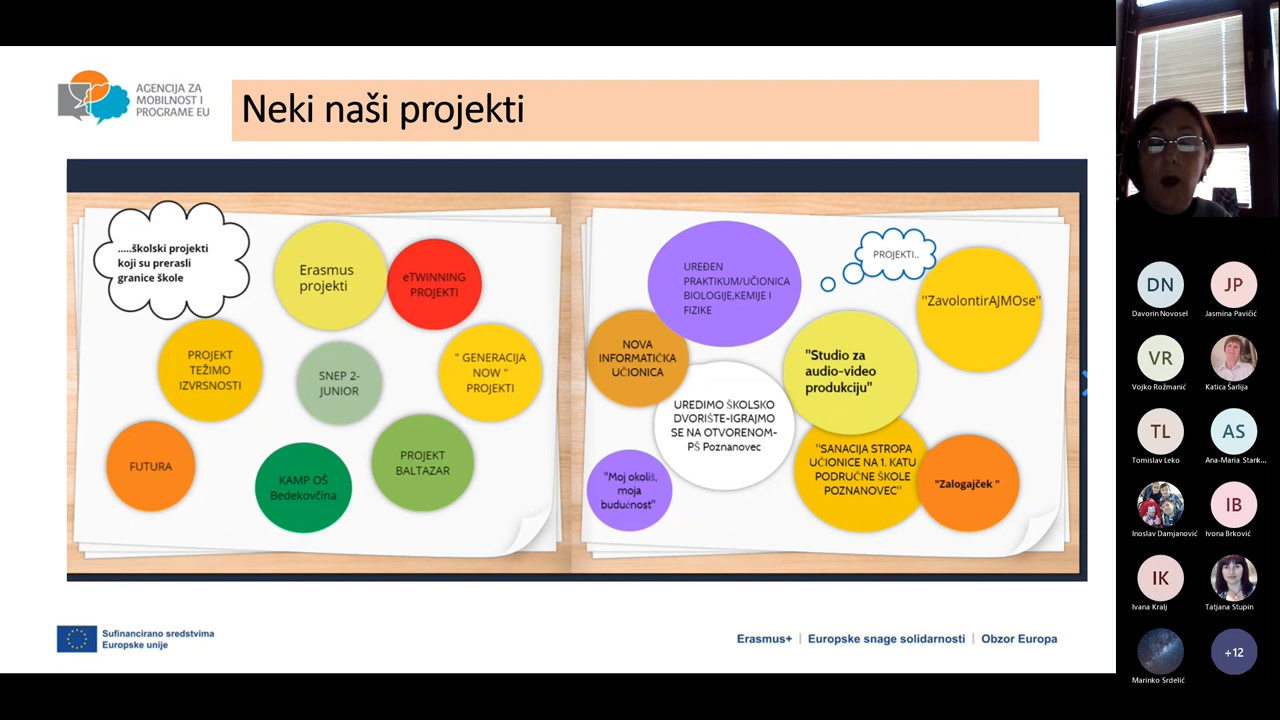 AGENCIJA ZA
MOBILNOST I
PROGRAME EU
Neki naši projekti
.....školski projekti
koji su prerasli
granice škole
Erasmus
projekti
eTWINNING
PROJEKTI
PROJEKT
TEŽIMO
IZVRSNOSTI
SNEP 2-
JUNIOR
" GENERACIJA
NOW "
PROJEKTI
FUTURA
KAMP OŠ
Bedekovčina
PROJEKT
BALTAZAR
UREĐEN
PRAKTIKUM/UČIONICA
BIOLOGIJE,KEMIJE I
FIZIKE
PROJEKTI..
"ZavolontirAJMOse"
NOVA
INFORMATIČKA
UČIONICA
"Studio za
audio-video
produkciju"
UREDIMO ŠKOLSKO
DVORIŠTE-IGRAJMO
SE NA OTVORENOM-
PŠ Poznanovec
"Moj okoliš,
moja
budućnost"
"SANACIJA STROPA
UČIONICE NA 1. KATU
PODRUČNE ŠKOLE
POZNANOVEC"
"Zalogajček "
Sufinancirano sredstvima
Europske unije
Erasmus+ | Europske snage solidarnosti | Obzor Europa
DN
Davorin Novosel
JP
Jasmina Pavičić
VR
Vojko Rožmanić
Katica Šarlija
TL
Tomislav Leko
AS
Ana-Maria Stank...
Inoslav Damjanović
IB
Ivona Brković
IK
Ivana Kralj
Tatjana Stupin
Marinko Srdelić
+12